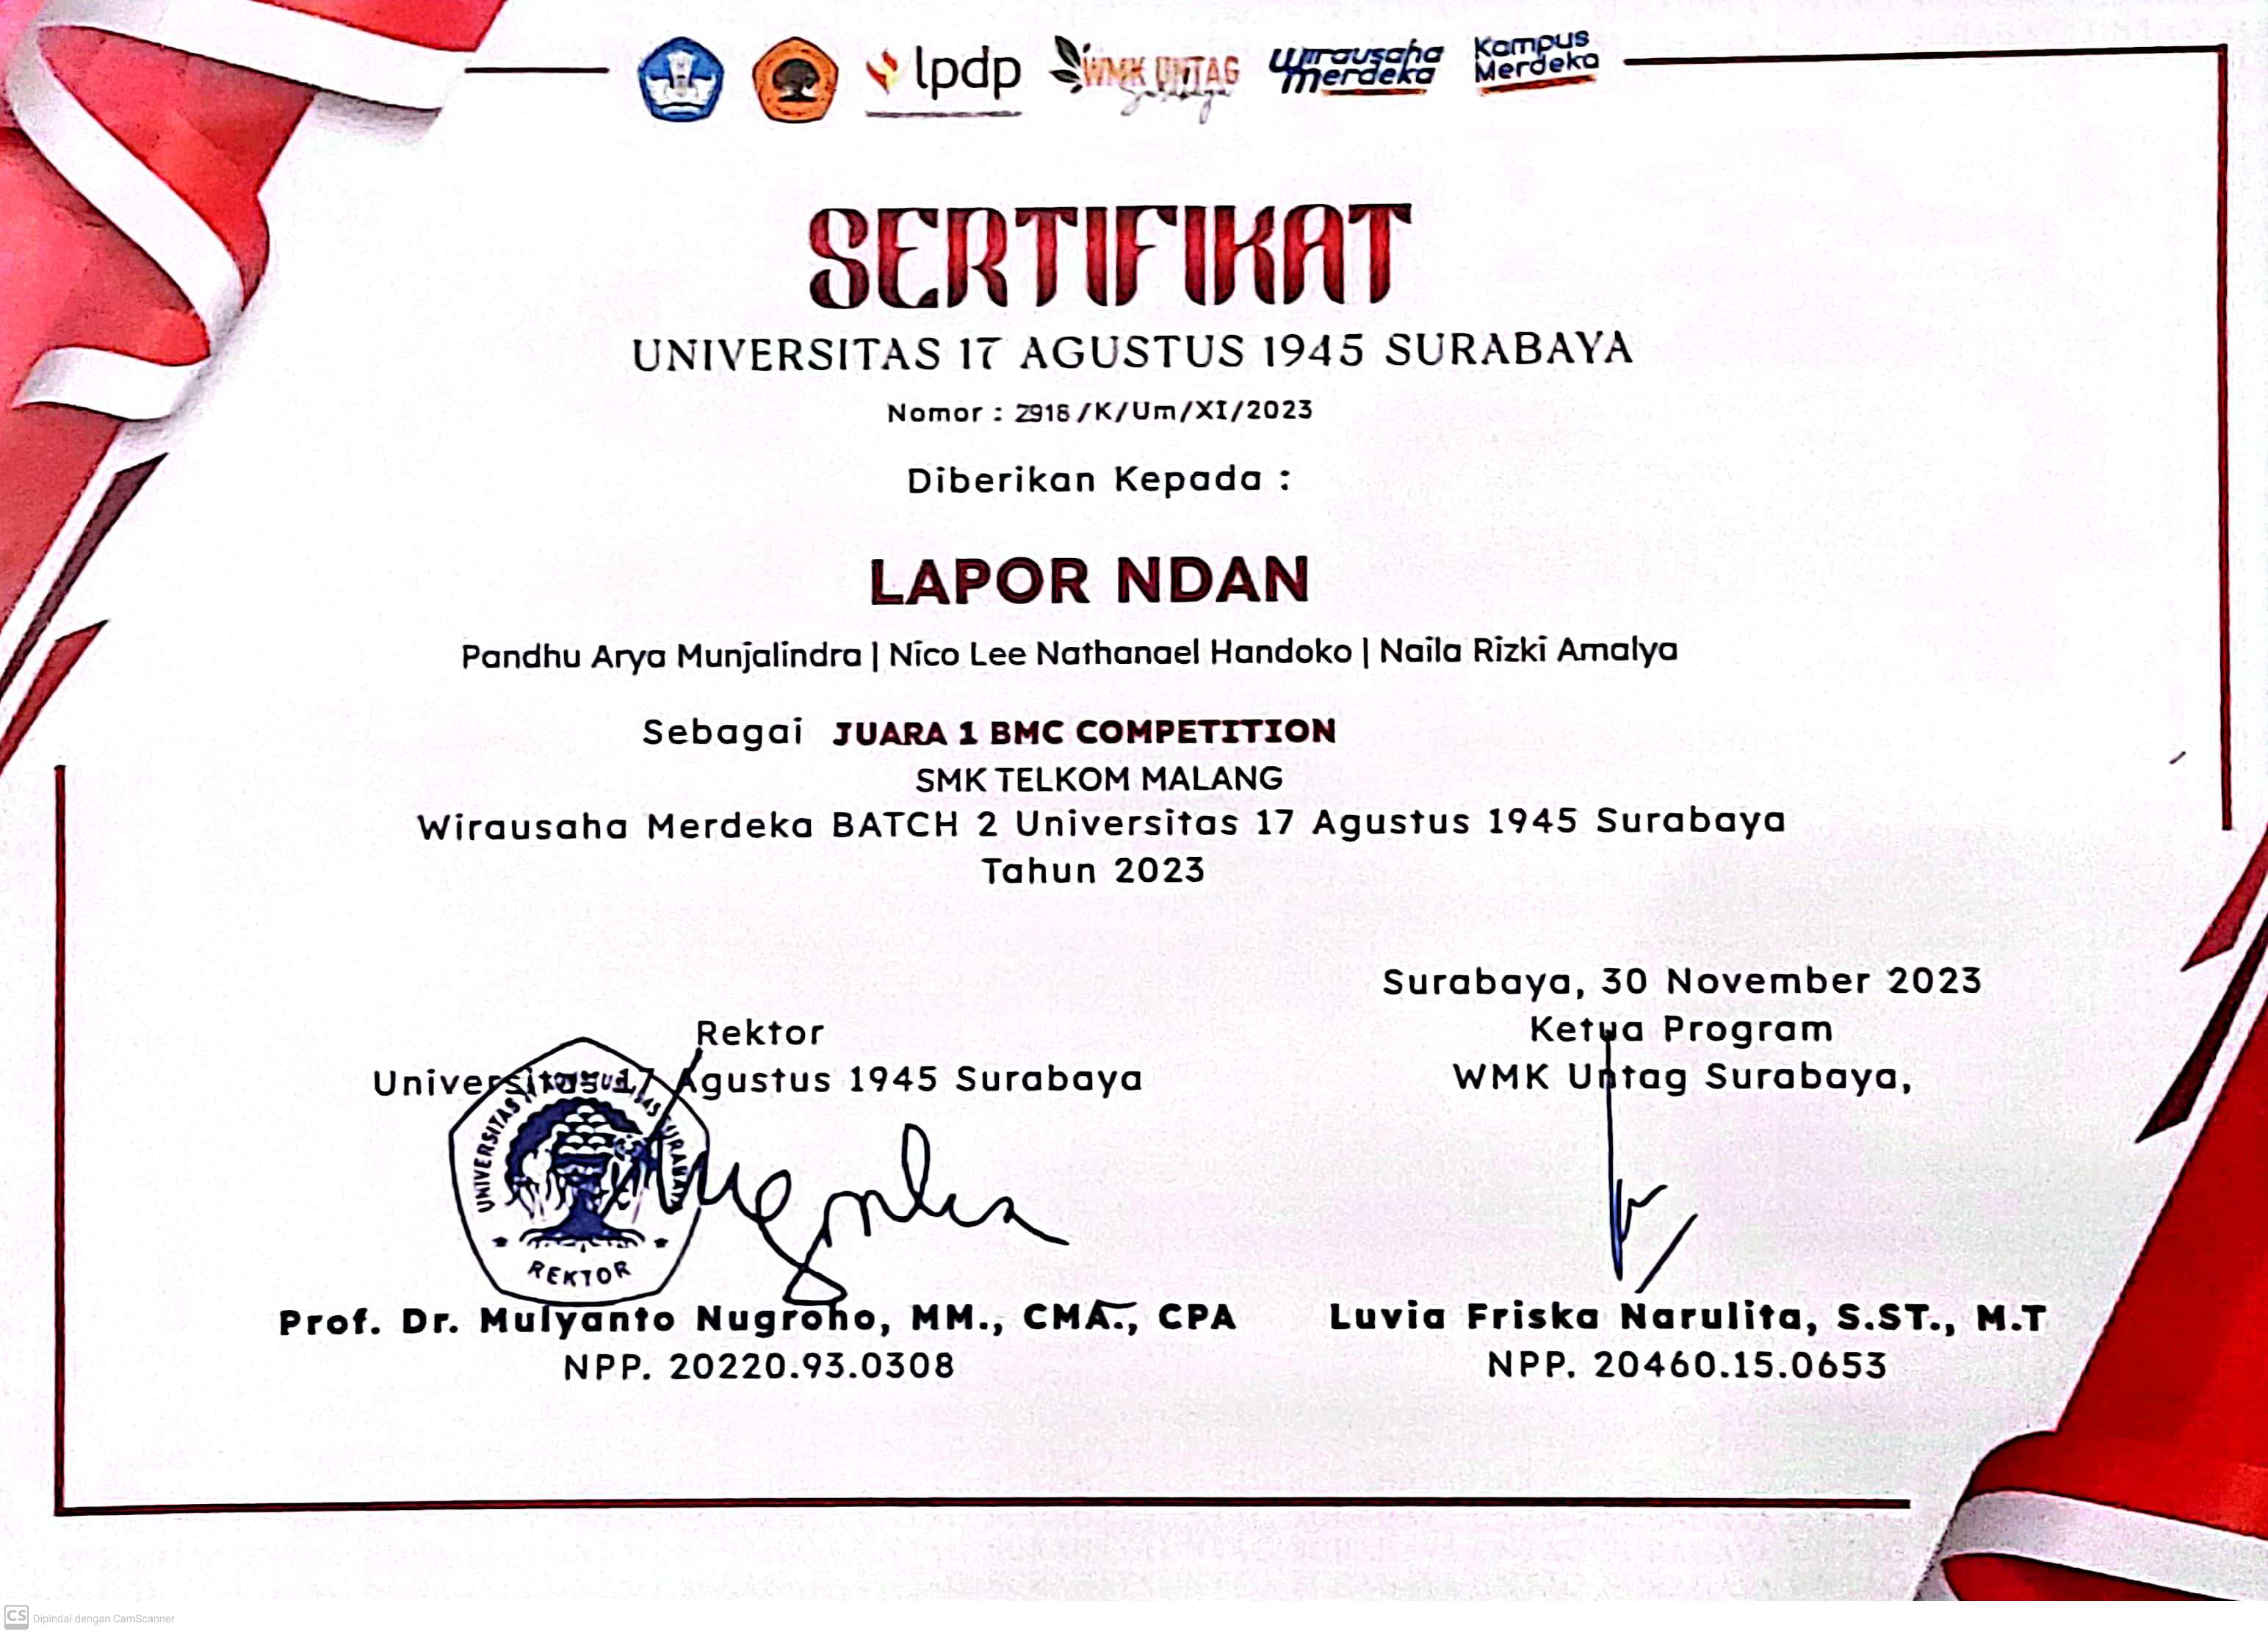 lpdp WMK UNTAG Surabaya Wirausaha Merdeka Kampus Merdeka
SERTIFIKAT
UNIVERSITAS 17 AGUSTUS 1945 SURABAYA
Nomor : 2918/K/Um/XI/2023
Diberikan Kepada :
LAPOR NDAN
Pandhu Arya Munjalindra | Nico Lee Nathanael Handoko | Naila Rizki Amalya
Sebagai JUARA 1 BMC COMPETITION
SMK TELKOM MALANG
Wirausaha Merdeka BATCH 2 Universitas 17 Agustus 1945 Surabaya
Tahun 2023
Surabaya, 30 November 2023
Rektor
Universitas 17 Agustus 1945 Surabaya
Ketua Program
WMK Untag Surabaya,
UNIVERSITAS 17 AGUSTUS 1945 SURABAYA
REKTOR
Prof. Dr. Mulyanto Nugroho, MM., CMA., CPA
NPP. 20220.93.0308
Luvia Friska Narulita, S.ST., M.T
NPP. 20460.15.0653
CS Dipindai dengan CamScanner